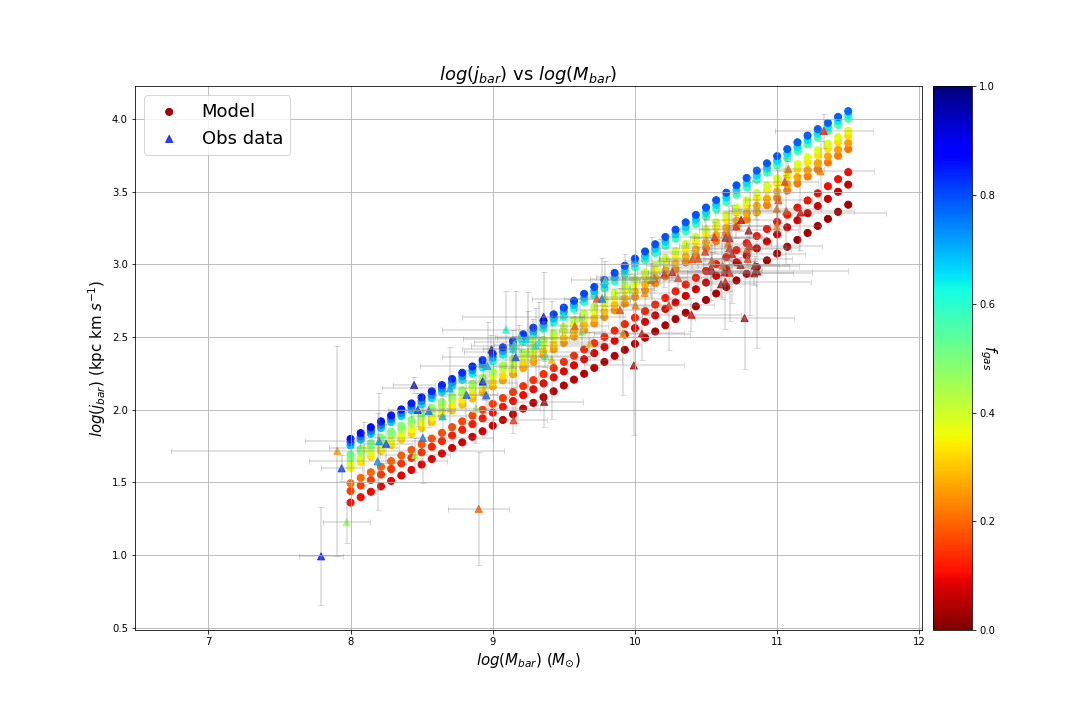 log(j_bar) vs log(M_bar)
Model
Obs data
4.0
3.5
3.0
2.5
2.0
1.5
1.0
0.5
log(j_bar) (kpc km s^−1)
7 8 9 10 11 12
log(M_bar) (M_⊙)
1.0
0.8
0.6
0.4
0.2
0.0
f_gas